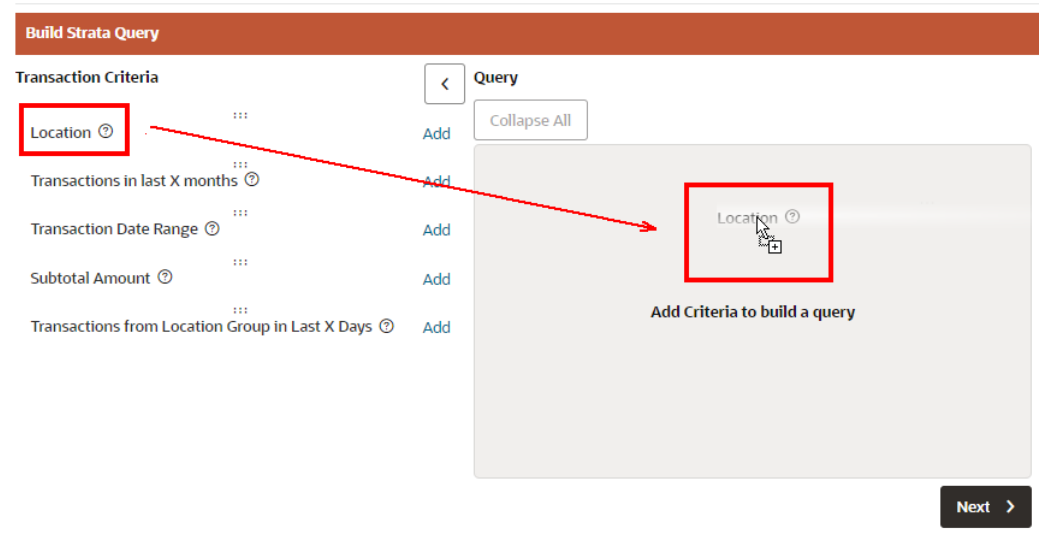 Build Strata Query
Transaction Criteria
Location
Add
Transactions in last X months
Add
Transaction Date Range
Add
Subtotal Amount
Add
Transactions from Location Group in Last X Days
Add
Query
Collapse All
Location
Add Criteria to build a query
Next